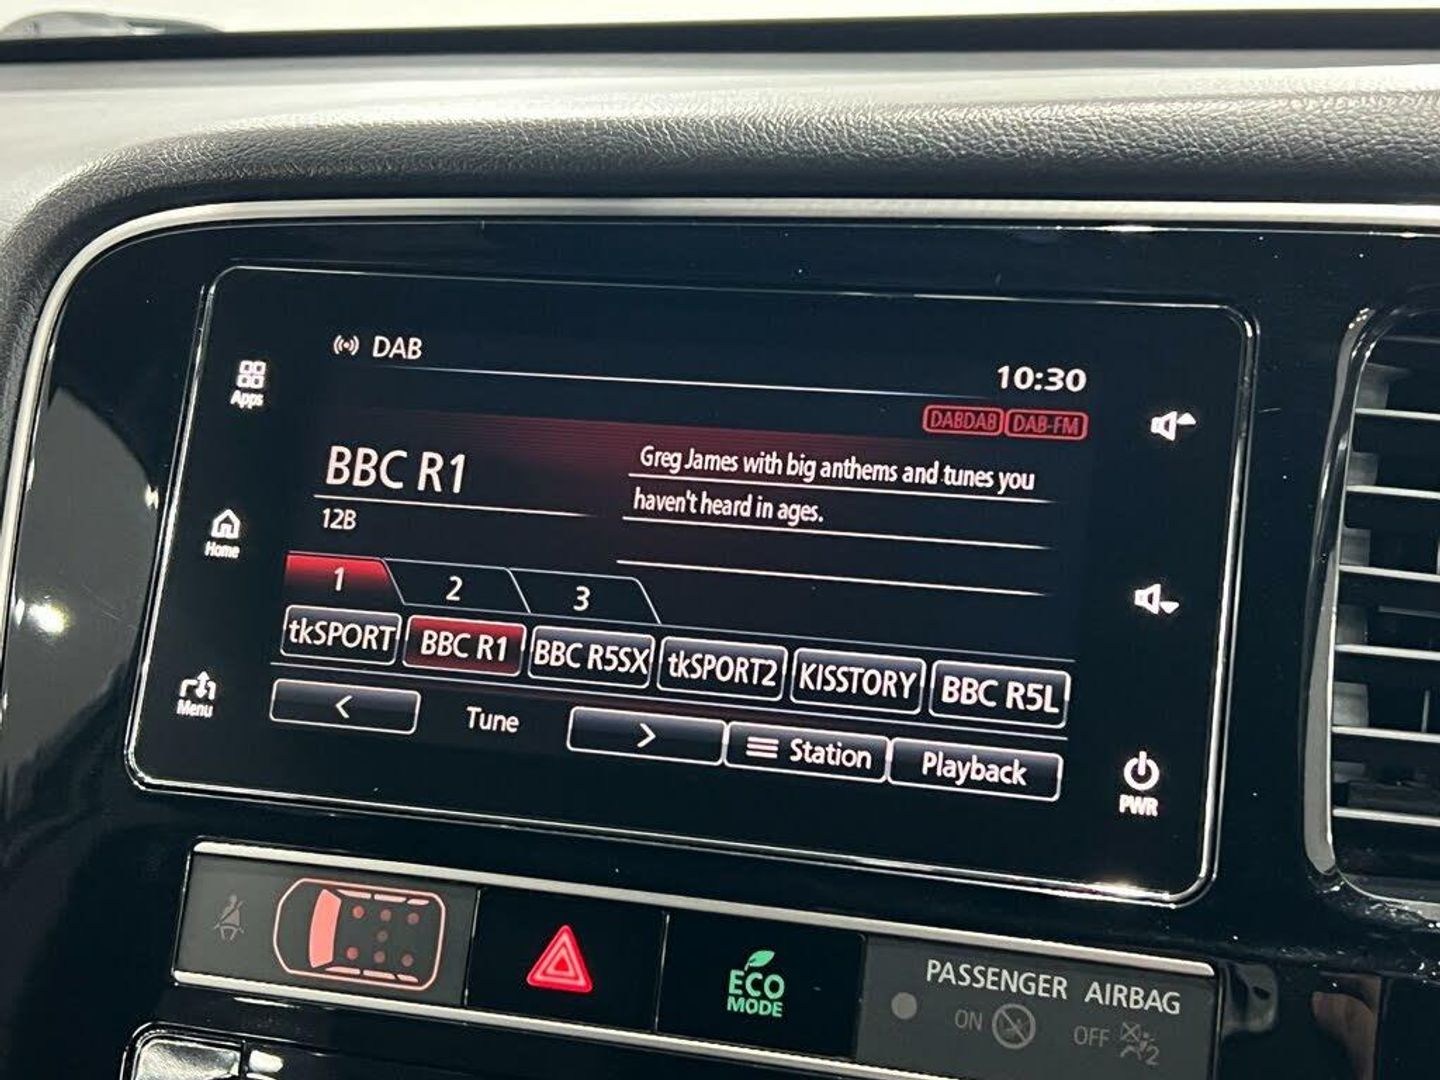 DAB
10:30
Apps
DABDAB DAB-FM
BBC R1
Greg James with big anthems and tunes you
haven't heard in ages.
12B
Home
1 2 3
tkSPORT BBC R1 BBC R5SX tkSPORT2 KISSTORY BBC R5L
Menu
< Tune > Station Playback
PWR
ECO
MODE
PASSENGER AIRBAG
ON OFF 2